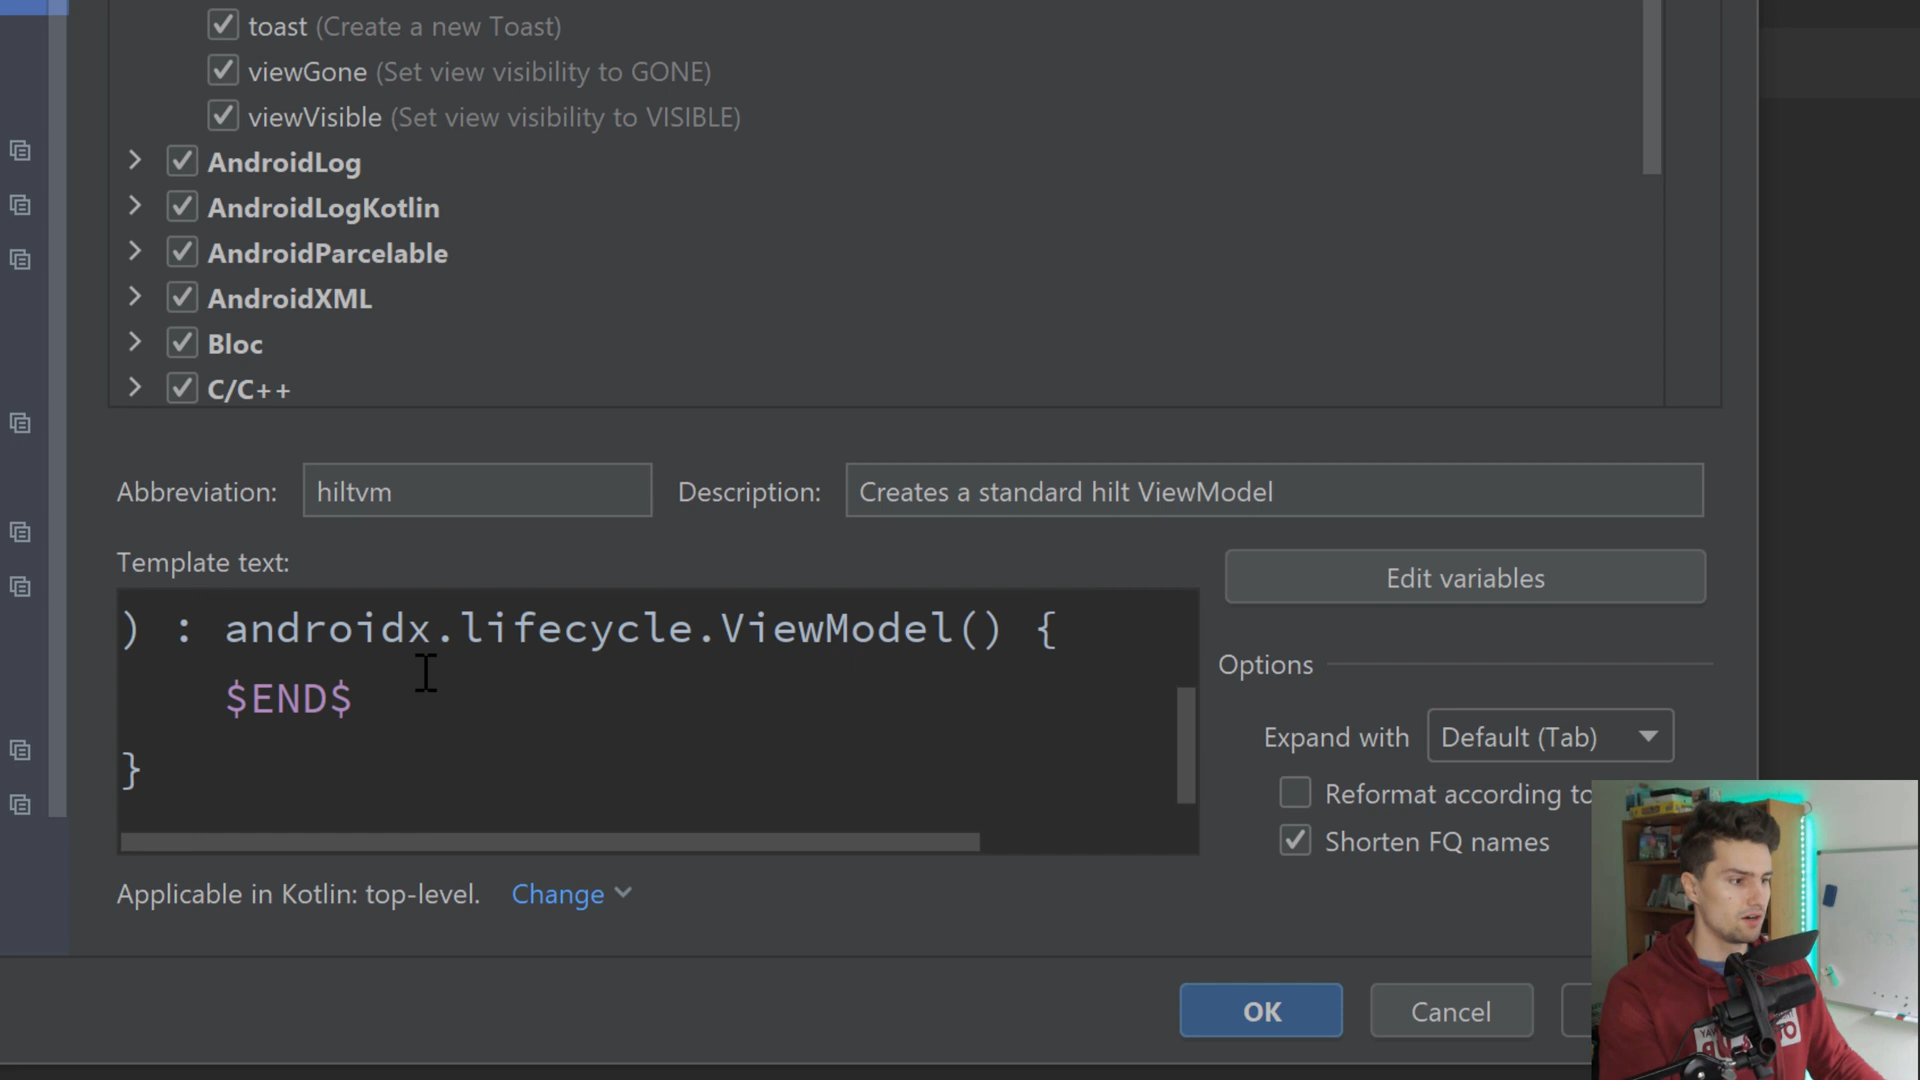 toast (Create a new Toast)
viewGone (Set view visibility to GONE)
viewVisible (Set view visibility to VISIBLE)
AndroidLog
AndroidLogKotlin
AndroidParcelable
AndroidXML
Bloc
C/C++
Abbreviation: hiltvm Description: Creates a standard hilt ViewModel
Template text:
Edit variables
) : androidx.lifecycle.ViewModel() {
$END$
}
Options
Expand with Default (Tab)
Reformat according to
Shorten FQ names
Applicable in Kotlin: top-level. Change
OK Cancel